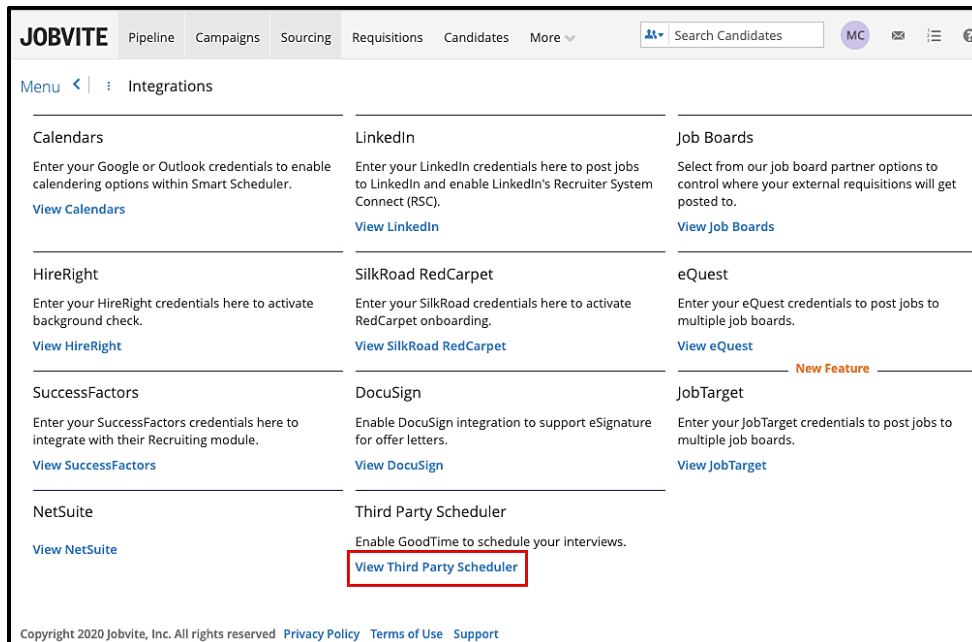 JOBVITE Pipeline Campaigns Sourcing Requisitions Candidates More Search Candidates MC
Menu Integrations
Calendars
Enter your Google or Outlook credentials to enable
calendering options within Smart Scheduler.
View Calendars
LinkedIn
Enter your LinkedIn credentials here to post jobs
to LinkedIn and enable LinkedIn's Recruiter System
Connect (RSC).
View LinkedIn
Job Boards
Select from our job board partner options to
control where your external requisitions will get
posted to.
View Job Boards
HireRight
Enter your HireRight credentials here to activate
background check.
View HireRight
SilkRoad RedCarpet
Enter your SilkRoad credentials here to activate
RedCarpet onboarding.
View SilkRoad RedCarpet
eQuest
Enter your eQuest credentials to post jobs to
multiple job boards.
View eQuest
SuccessFactors
Enter your SuccessFactors credentials here to
integrate with their Recruiting module.
View SuccessFactors
DocuSign
Enable DocuSign integration to support eSignature
for offer letters.
View DocuSign
New Feature
JobTarget
Enter your JobTarget credentials to post jobs to
multiple job boards.
View JobTarget
NetSuite
View NetSuite
Third Party Scheduler
Enable GoodTime to schedule your interviews.
View Third Party Scheduler
Copyright 2020 Jobvite, Inc. All rights reserved Privacy Policy Terms of Use Support